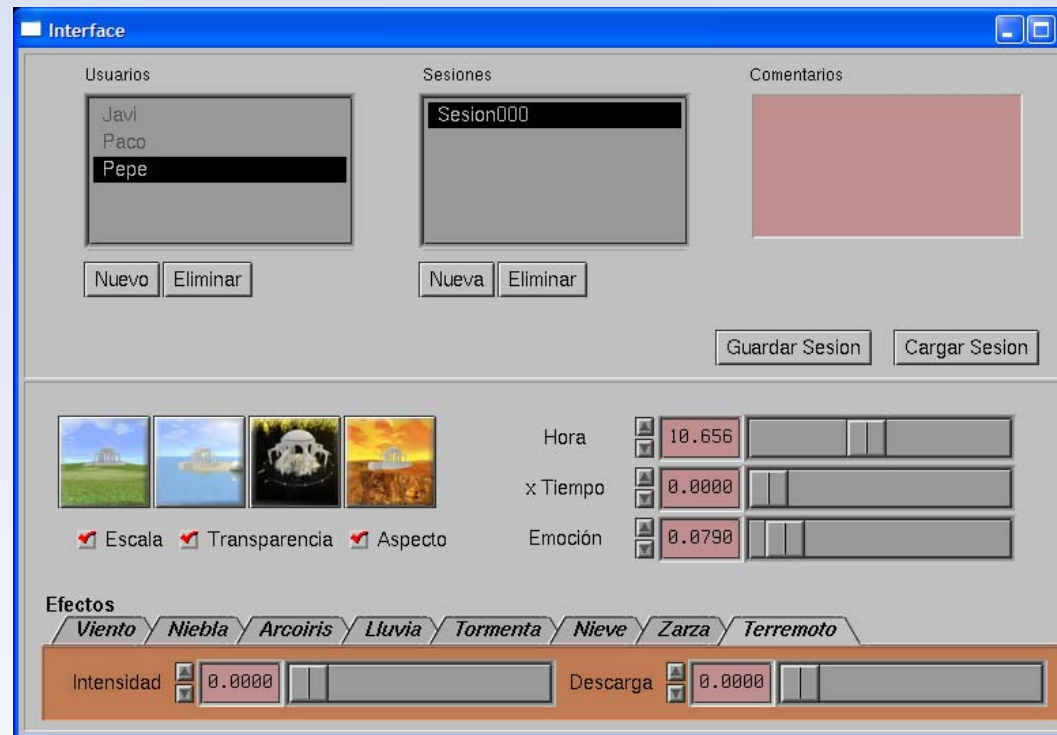 Interface
Usuarios Sesiones Comentarios
Javi
Paco
Pepe
Sesion000
Nuevo Eliminar Nueva Eliminar
Guardar Sesion Cargar Sesion
Hora 10.656
x Tiempo 0.0000
Emoción 0.0790
Escala Transparencia Aspecto
Efectos
Viento Niebla Arcoiris Lluvia Tormenta Nieve Zarza Terremoto
Intensidad 0.0000 Descarga 0.0000